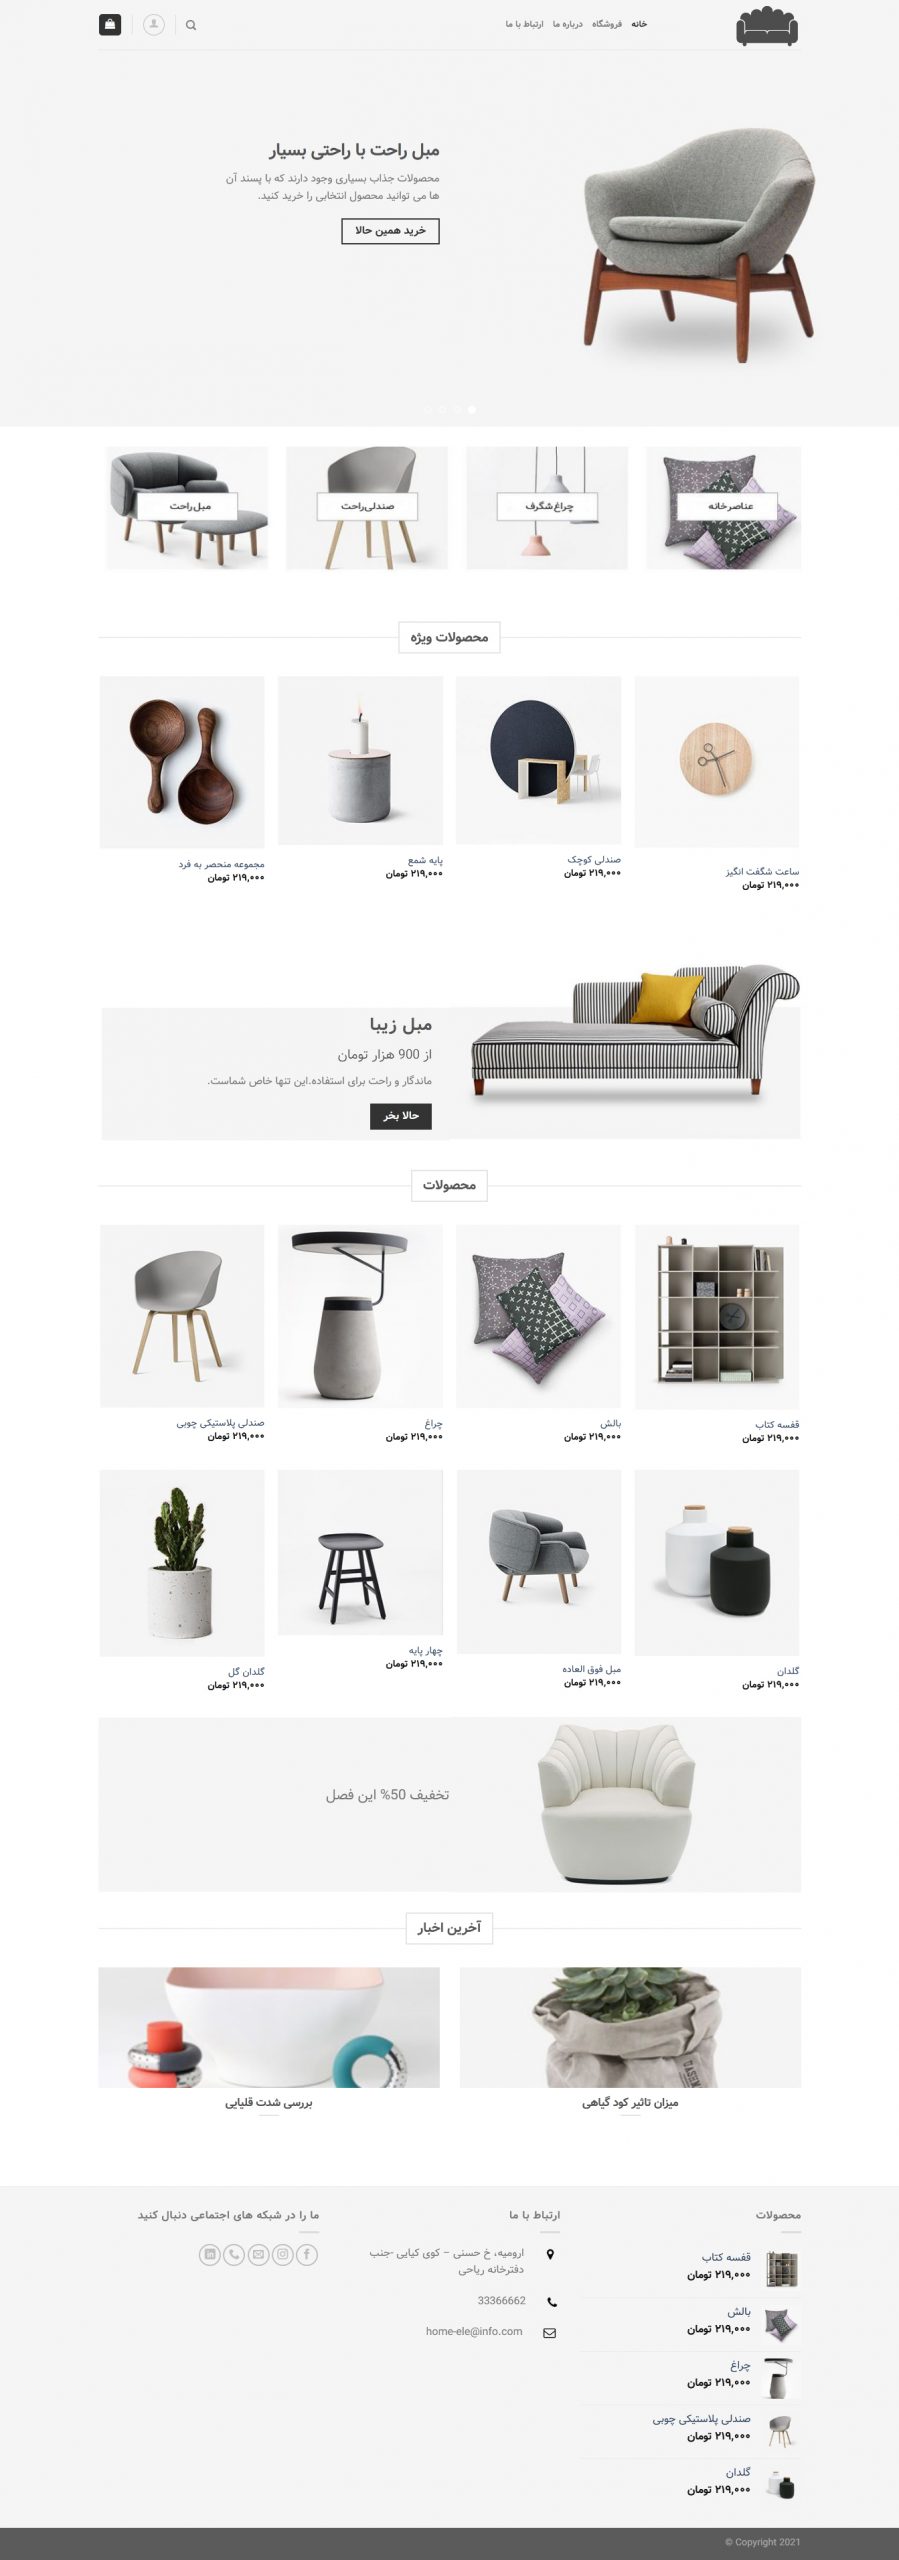 خانه
فروشگاه
درباره ما
ارتباط با ما
مبل راحت با راحتی بسیار
محصولات جذاب بسیاری وجود دارند که با پسند آن
ها می توانید محصول انتخابی را خرید کنید.
خرید همین حالا
عناصرخانه
چراغ شگرف
صندلی راحت
مبل راحت
محصولات ویژه
ساعت شگفت انگیز
۲۱۹,۰۰۰ تومان
صندلی کوچک
۲۱۹,۰۰۰ تومان
پایه شمع
۲۱۹,۰۰۰ تومان
مجموعه منحصر به فرد
۲۱۹,۰۰۰ تومان
مبل زیبا
از 900 هزار تومان
ماندگار و راحت برای استفاده.این تنها خاص شماست.
حالا بخر
محصولات
قفسه کتاب
۲۱۹,۰۰۰ تومان
بالش
۲۱۹,۰۰۰ تومان
چراغ
۲۱۹,۰۰۰ تومان
صندلی پلاستیکی چوبی
۲۱۹,۰۰۰ تومان
گلدان
۲۱۹,۰۰۰ تومان
مبل فوق العاده
۲۱۹,۰۰۰ تومان
چهار پایه
۲۱۹,۰۰۰ تومان
گلدان گل
۲۱۹,۰۰۰ تومان
تخفیف 50% این فصل
آخرین اخبار
میزان تاثیر کود گیاهی
بررسی شدت قلیایی
محصولات
قفسه کتاب
۲۱۹,۰۰۰ تومان
بالش
۲۱۹,۰۰۰ تومان
چراغ
۲۱۹,۰۰۰ تومان
صندلی پلاستیکی چوبی
۲۱۹,۰۰۰ تومان
گلدان
۲۱۹,۰۰۰ تومان
ارتباط با ما
ارومیه، خ حسنی – کوی کیایی -جنب
دفترخانه ریاحی
33366662
home-ele@info.com
ما را در شبکه های اجتماعی دنبال کنید
© Copyright 2021